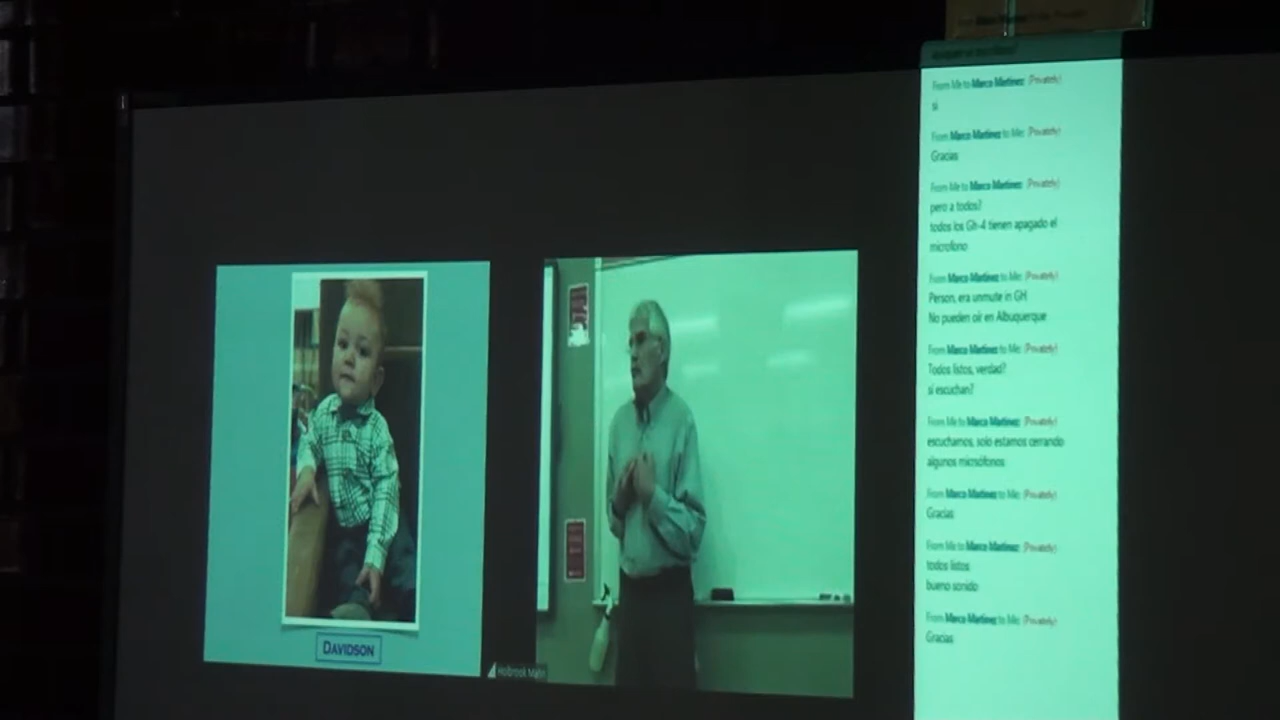 DAVIDSON
Holbrook Main
From Me to Marco Martinez: (Privately)
si
From Marco Martinez to Me: (Privately)
Gracias
From Me to Marco Martinez: (Privately)
pero a todos?
todos los Gh-4 tienen apagado el
microfono
From Marco Martinez to Me: (Privately)
Person, era unmute in GH
No pueden oir en Albuquerque
From Marco Martinez to Me: (Privately)
Todos listos, verdad?
si escuchan?
From Me to Marco Martinez: (Privately)
escuchamos, solo estamos cerrando
algunos micrsófonos
From Marco Martinez to Me: (Privately)
Gracias
From Me to Marco Martinez: (Privately)
todos listos
bueno sonido
From Marco Martinez to Me: (Privately)
Gracias